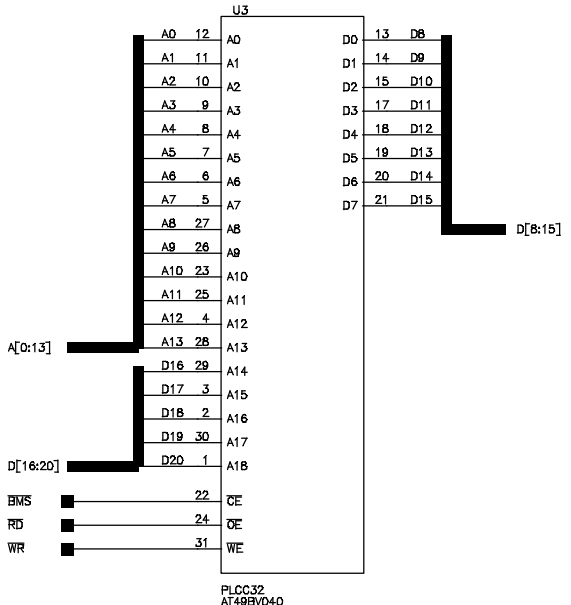 U3
A0 12 A0 D0 13 D8
A1 11 A1 D1 14 D9
A2 10 A2 D2 15 D10
A3 9 A3 D3 17 D11
A4 8 A4 D4 18 D12
A5 7 A5 D5 19 D13
A6 6 A6 D6 20 D14
A7 5 A7 D7 21 D15
A8 27 A8 D[8:15]
A9 26 A9
A10 23 A10
A11 25 A11
A12 4 A12
A[0:13] A13 28 A13
D16 29 A14
D17 3 A15
D18 2 A16
D19 30 A17
D[16:20] D20 1 A18
BMS 22 CE
RD 24 OE
WR 31 WE
PLCC32
AT49BV040